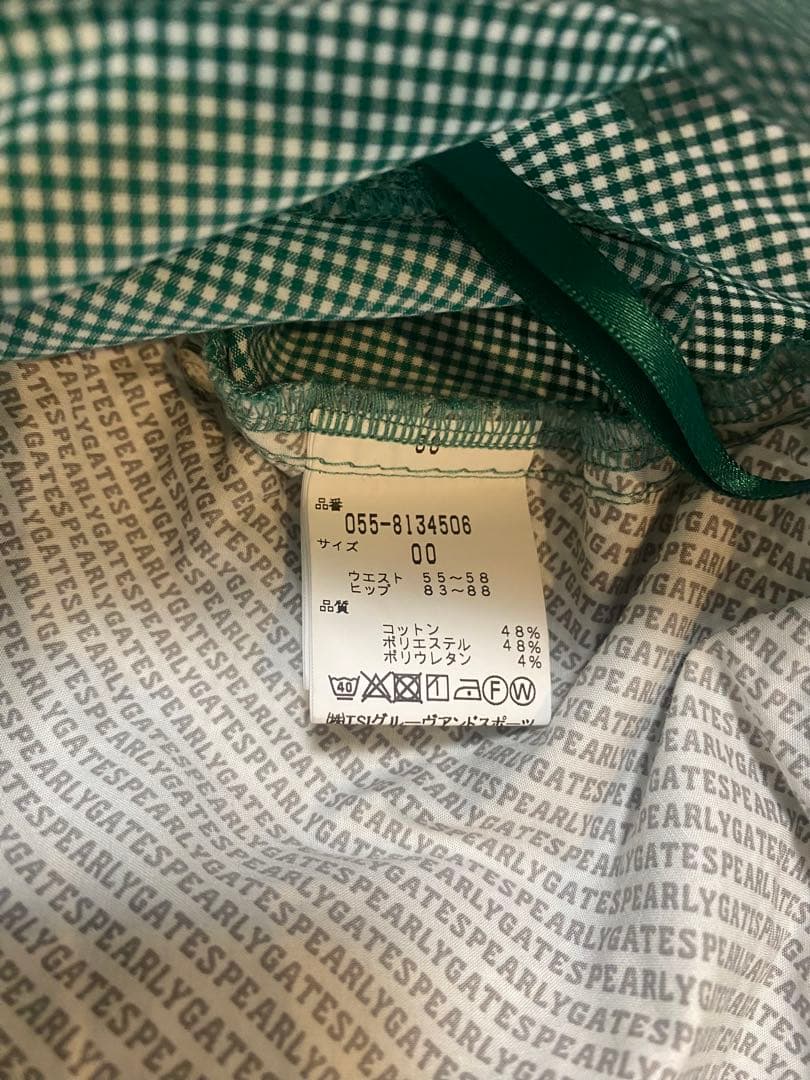 品番
055-8134506
サイズ
00
ウエスト 55〜58
ヒップ 83〜88
品質
コットン 48%
ポリエステル 48%
ポリウレタン 4%
40 F W
㈱TSIグルーヴアンドスポーツ
PEARLYGATESPEARLYGATESPEARLYGATES